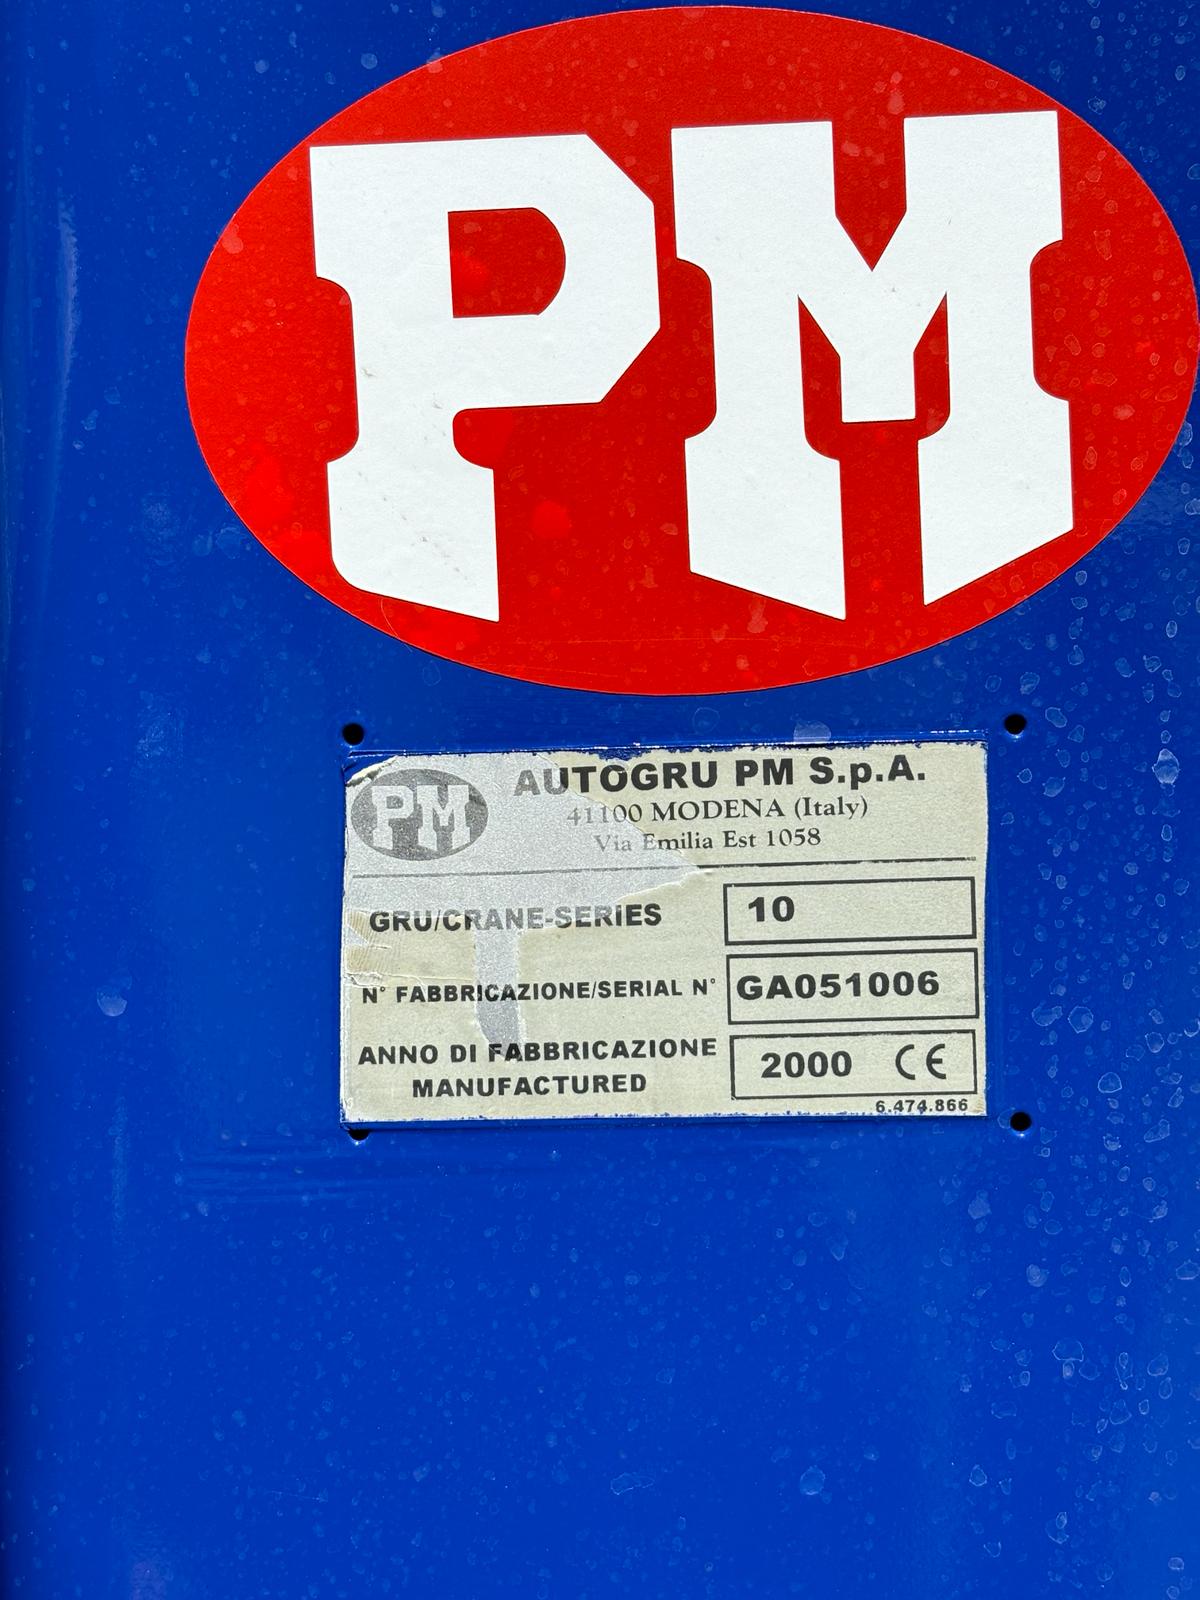 PM
PM
AUTOGRU PM S.p.A.
41100 MODENA (Italy)
Via Emilia Est 1058
GRU/CRANE-SERIES 10
N° FABBRICAZIONE/SERIAL N° GA051006
ANNO DI FABBRICAZIONE
MANUFACTURED 2000 CE
6.474.866